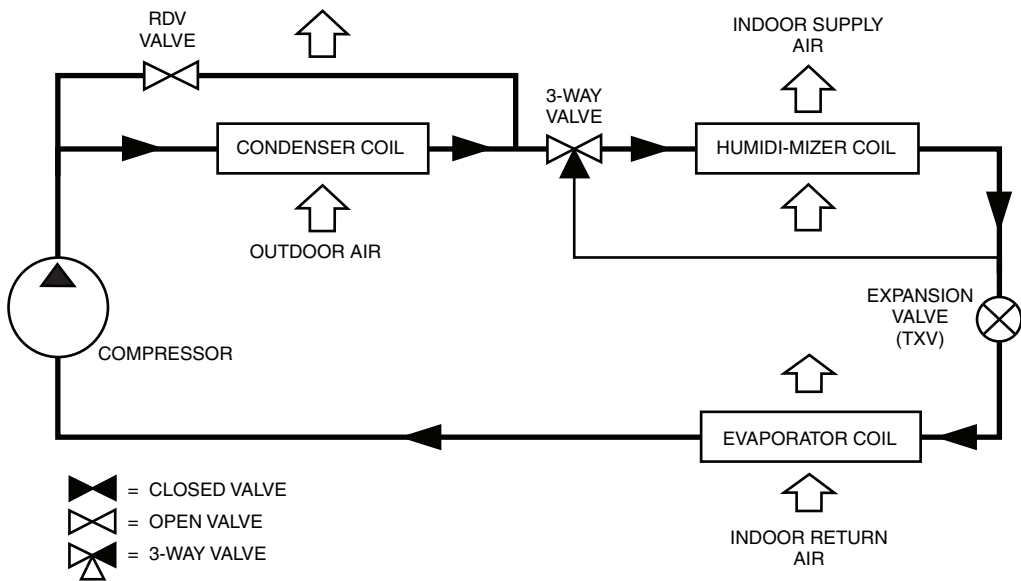 RDV
VALVE
INDOOR SUPPLY
AIR
3-WAY
VALVE
CONDENSER COIL
HUMIDI-MIZER COIL
OUTDOOR AIR
EXPANSION
VALVE
(TXV)
COMPRESSOR
EVAPORATOR COIL
= CLOSED VALVE
= OPEN VALVE
= 3-WAY VALVE
INDOOR RETURN
AIR